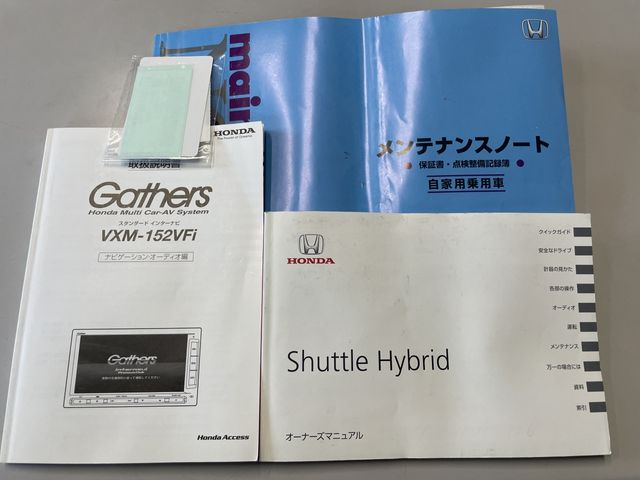 main
メンテナンスノート
● 保証書・点検整備記録簿 ●
自家用乗用車
HONDA
The Power of Dreams
取扱説明書
Gathers
Honda Multi Car-AV System
スタンダード インターナビ
VXM-152VFi
ナビゲーション・オーディオ編
Gathers
internavi
Honda Access
HONDA
Shuttle Hybrid
オーナーズマニュアル
クイックガイド
安全なドライブ
計器の見かた
各部の操作
オーディオ
運転
メンテナンス
万一の場合には
資料
索引